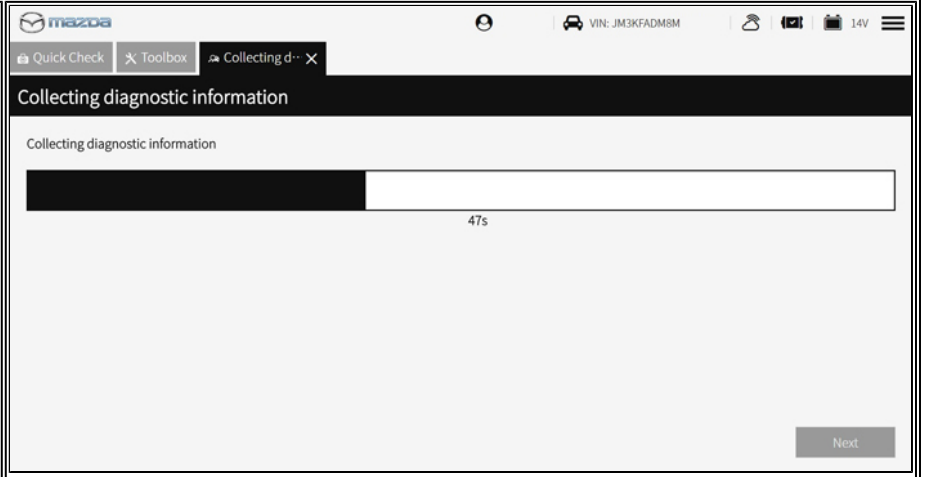 mazda
VIN: JM3KFADM8M
14V
Quick Check
Toolbox
Collecting d··
Collecting diagnostic information
Collecting diagnostic information
47s
Next